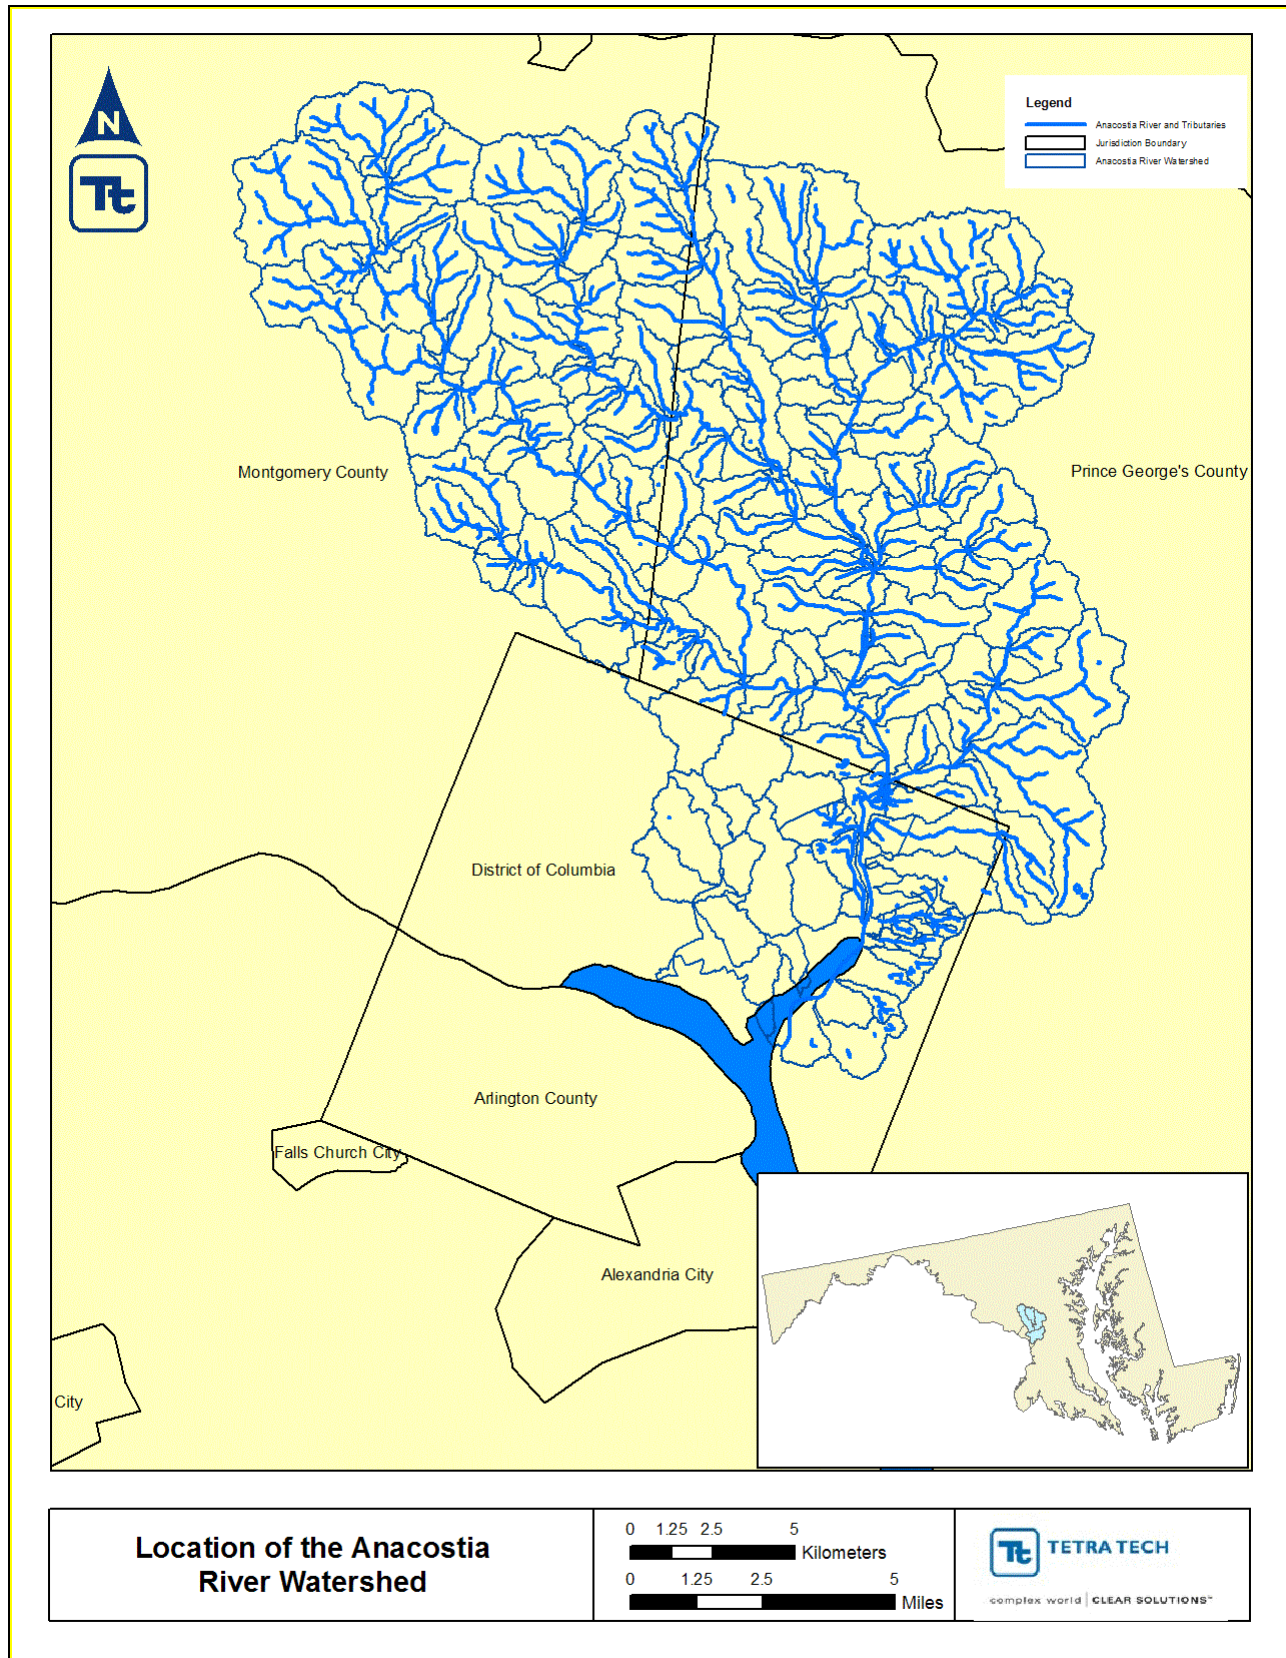 N
Tt
Legend
Anacostia River and Tributaries
Jurisdiction Boundary
Anacostia River Watershed
Montgomery County
Prince George's County
District of Columbia
Arlington County
Falls Church City
Alexandria City
City
Location of the Anacostia
River Watershed
0 1.25 2.5 5
Kilometers
0 1.25 2.5 5
Miles
Tt TETRA TECH
complex world | CLEAR SOLUTIONS™